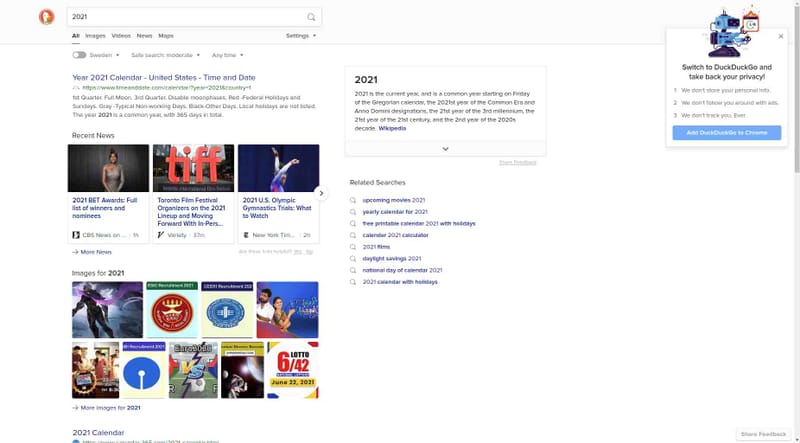 2021
All Images Videos News Maps Settings
Sweden Safe search: moderate Any time
Year 2021 Calendar - United States - Time and Date
https://www.timeanddate.com/calendar/?year=2021&country=1
1st Quarter. Full Moon. 3rd Quarter. Disable moonphases. Red -Federal Holidays and
Sundays. Gray -Typical Non-working Days. Black-Other Days. Local holidays are not listed.
The year 2021 is a common year, with 365 days in total.
Recent News
2021 BET Awards: Full
list of winners and
nominees
CBS News on ... · 1h
tiff
Toronto Film Festival
Organizers on the 2021
Lineup and Moving
Forward With In-Pers...
Variety · 37m
2021 U.S. Olympic
Gymnastics Trials: What
to Watch
New York Tim... · 2h
More News
Are these links helpful? Yes No
Images for 2021
Recruitment 2021
Recruitment 2021
Recruitment 2021
Euro2020
VS
LOTTO
6/42
June 22, 2021
More Images for 2021
2021 Calendar
2021
2021 is the current year, and is a common year starting on Friday
of the Gregorian calendar, the 2021st year of the Common Era and
Anno Domini designations, the 21st year of the 3rd millennium, the
21st year of the 21st century, and the 2nd year of the 2020s
decade. Wikipedia
Share Feedback
Related Searches
upcoming movies 2021
yearly calendar for 2021
free printable calendar 2021 with holidays
calendar 2021 calculator
2021 films
daylight savings 2021
national day of calendar 2021
2021 calendar with holidays
Switch to DuckDuckGo and
take back your privacy!
1 We don't store your personal info.
2 We don't follow you around with ads.
3 We don't track you. Ever.
Add DuckDuckGo to Chrome
Share Feedback